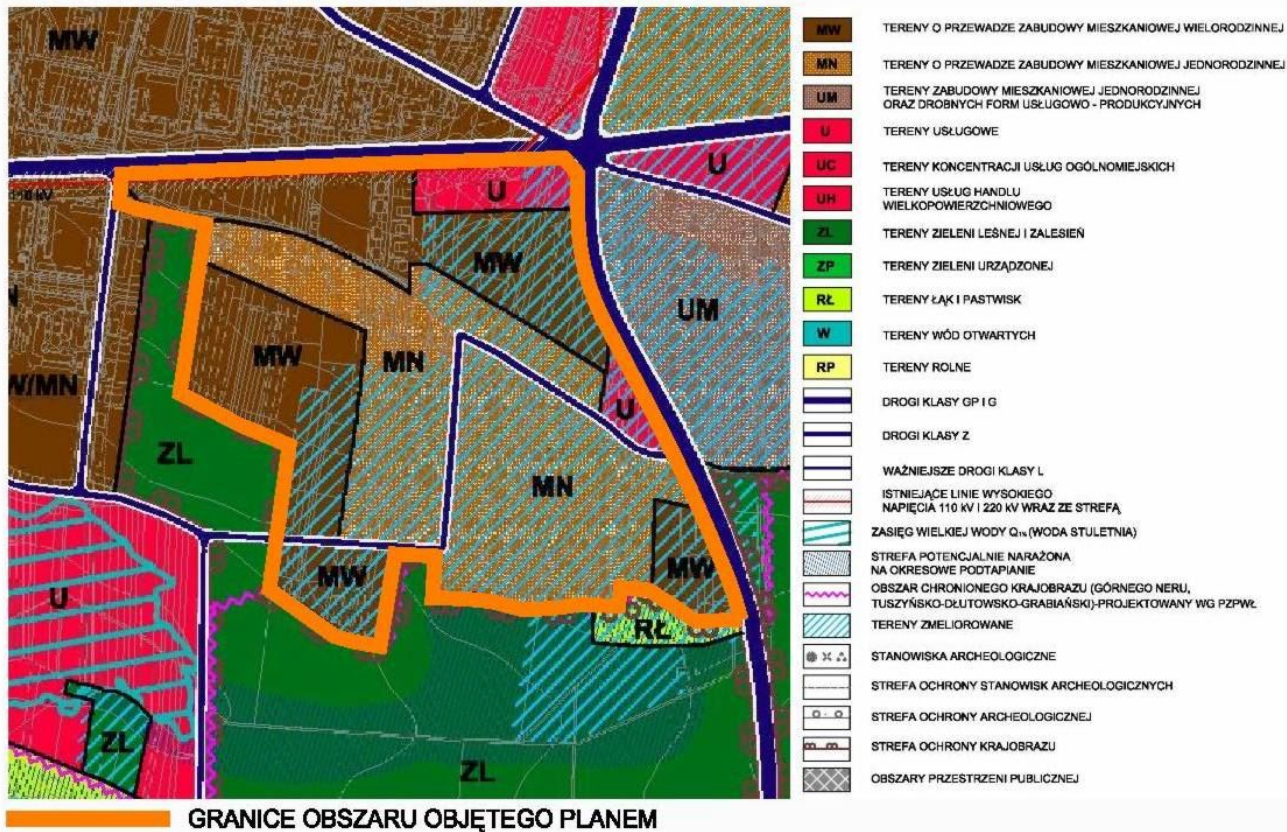 MW
U
U
MW
UM
N
MW
MN
W/MN
U
ZL
MN
MW
MW
U
RŁ
ZL
ZL
MW TERENY O PRZEWADZE ZABUDOWY MIESZKANIOWEJ WIELORODZINNEJ
MN TERENY O PRZEWADZE ZABUDOWY MIESZKANIOWEJ JEDNORODZINNEJ
UM TERENY ZABUDOWY MIESZKANIOWEJ JEDNORODZINNEJ
ORAZ DROBNYCH FORM USŁUGOWO - PRODUKCYJNYCH
U TERENY USŁUGOWE
UC TERENY KONCENTRACJI USŁUG OGÓLNOMIEJSKICH
UH TERENY USŁUG HANDLU
WIELKOPOWIERZCHNIOWEGO
ZL TERENY ZIELENI LEŚNEJ I ZALESIEŃ
ZP TERENY ZIELENI URZĄDZONEJ
RŁ TERENY ŁĄK I PASTWISK
W TERENY WÓD OTWARTYCH
RP TERENY ROLNE
DROGI KLASY GP I G
DROGI KLASY Z
WAŻNIEJSZE DROGI KLASY L
ISTNIEJĄCE LINIE WYSOKIEGO
NAPIĘCIA 110 kV I 220 kV WRAZ ZE STREFĄ
ZASIĘG WIELKIEJ WODY Q1% (WODA STULETNIA)
STREFA POTENCJALNIE NARAŻONA
NA OKRESOWE PODTAPIANIE
OBSZAR CHRONIONEGO KRAJOBRAZU (GÓRNEGO NERU,
TUSZYŃSKO-DŁUTOWSKO-GRABIAŃSKI)-PROJEKTOWANY WG PZPWŁ
TERENY ZMELIOROWANE
STANOWISKA ARCHEOLOGICZNE
STREFA OCHRONY STANOWISK ARCHEOLOGICZNYCH
STREFA OCHRONY ARCHEOLOGICZNEJ
STREFA OCHRONY KRAJOBRAZU
OBSZARY PRZESTRZENI PUBLICZNEJ
GRANICE OBSZARU OBJĘTEGO PLANEM